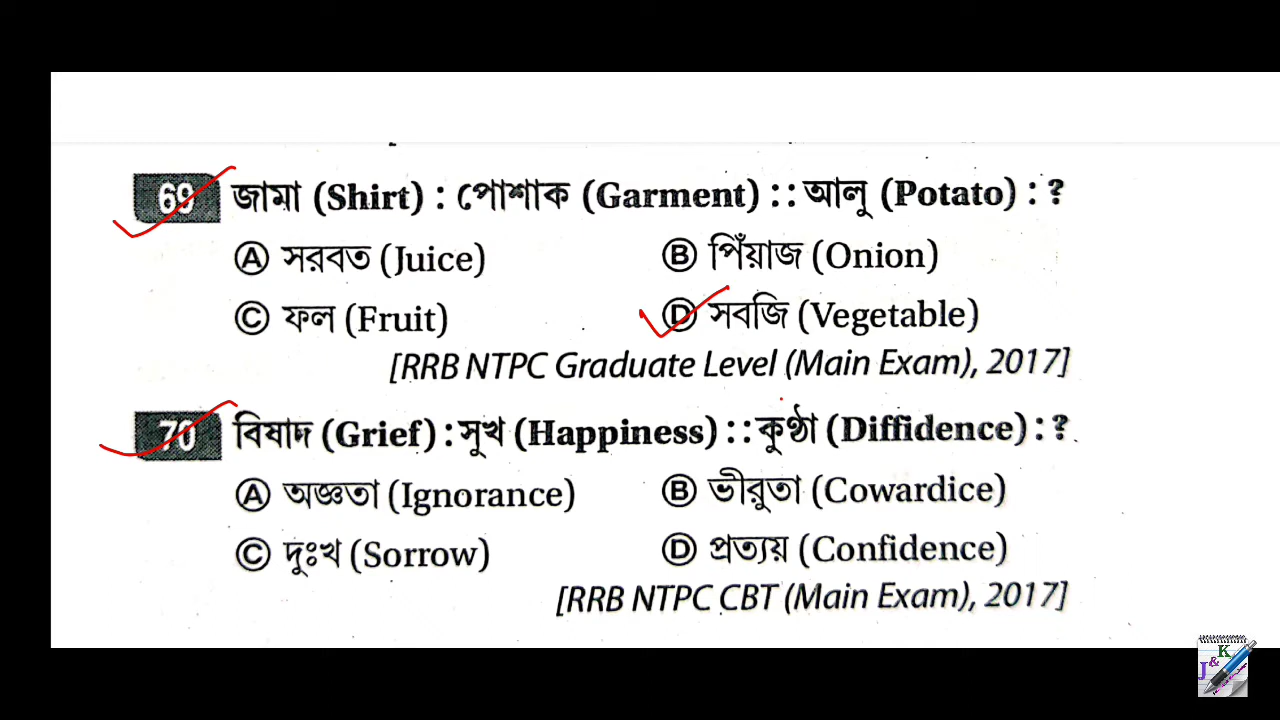 69 জামা (Shirt) : পোশাক (Garment) : : আলু (Potato) : ?
Ⓐ সরবত (Juice) Ⓑ পিঁয়াজ (Onion)
Ⓒ ফল (Fruit) Ⓓ সবজি (Vegetable)
[RRB NTPC Graduate Level (Main Exam), 2017]
70 বিষাদ (Grief) : সুখ (Happiness) : : কুণ্ঠা (Diffidence) : ?
Ⓐ অজ্ঞতা (Ignorance) Ⓑ ভীরুতা (Cowardice)
Ⓒ দুঃখ (Sorrow) Ⓓ প্রত্যয় (Confidence)
[RRB NTPC CBT (Main Exam), 2017]
J&K